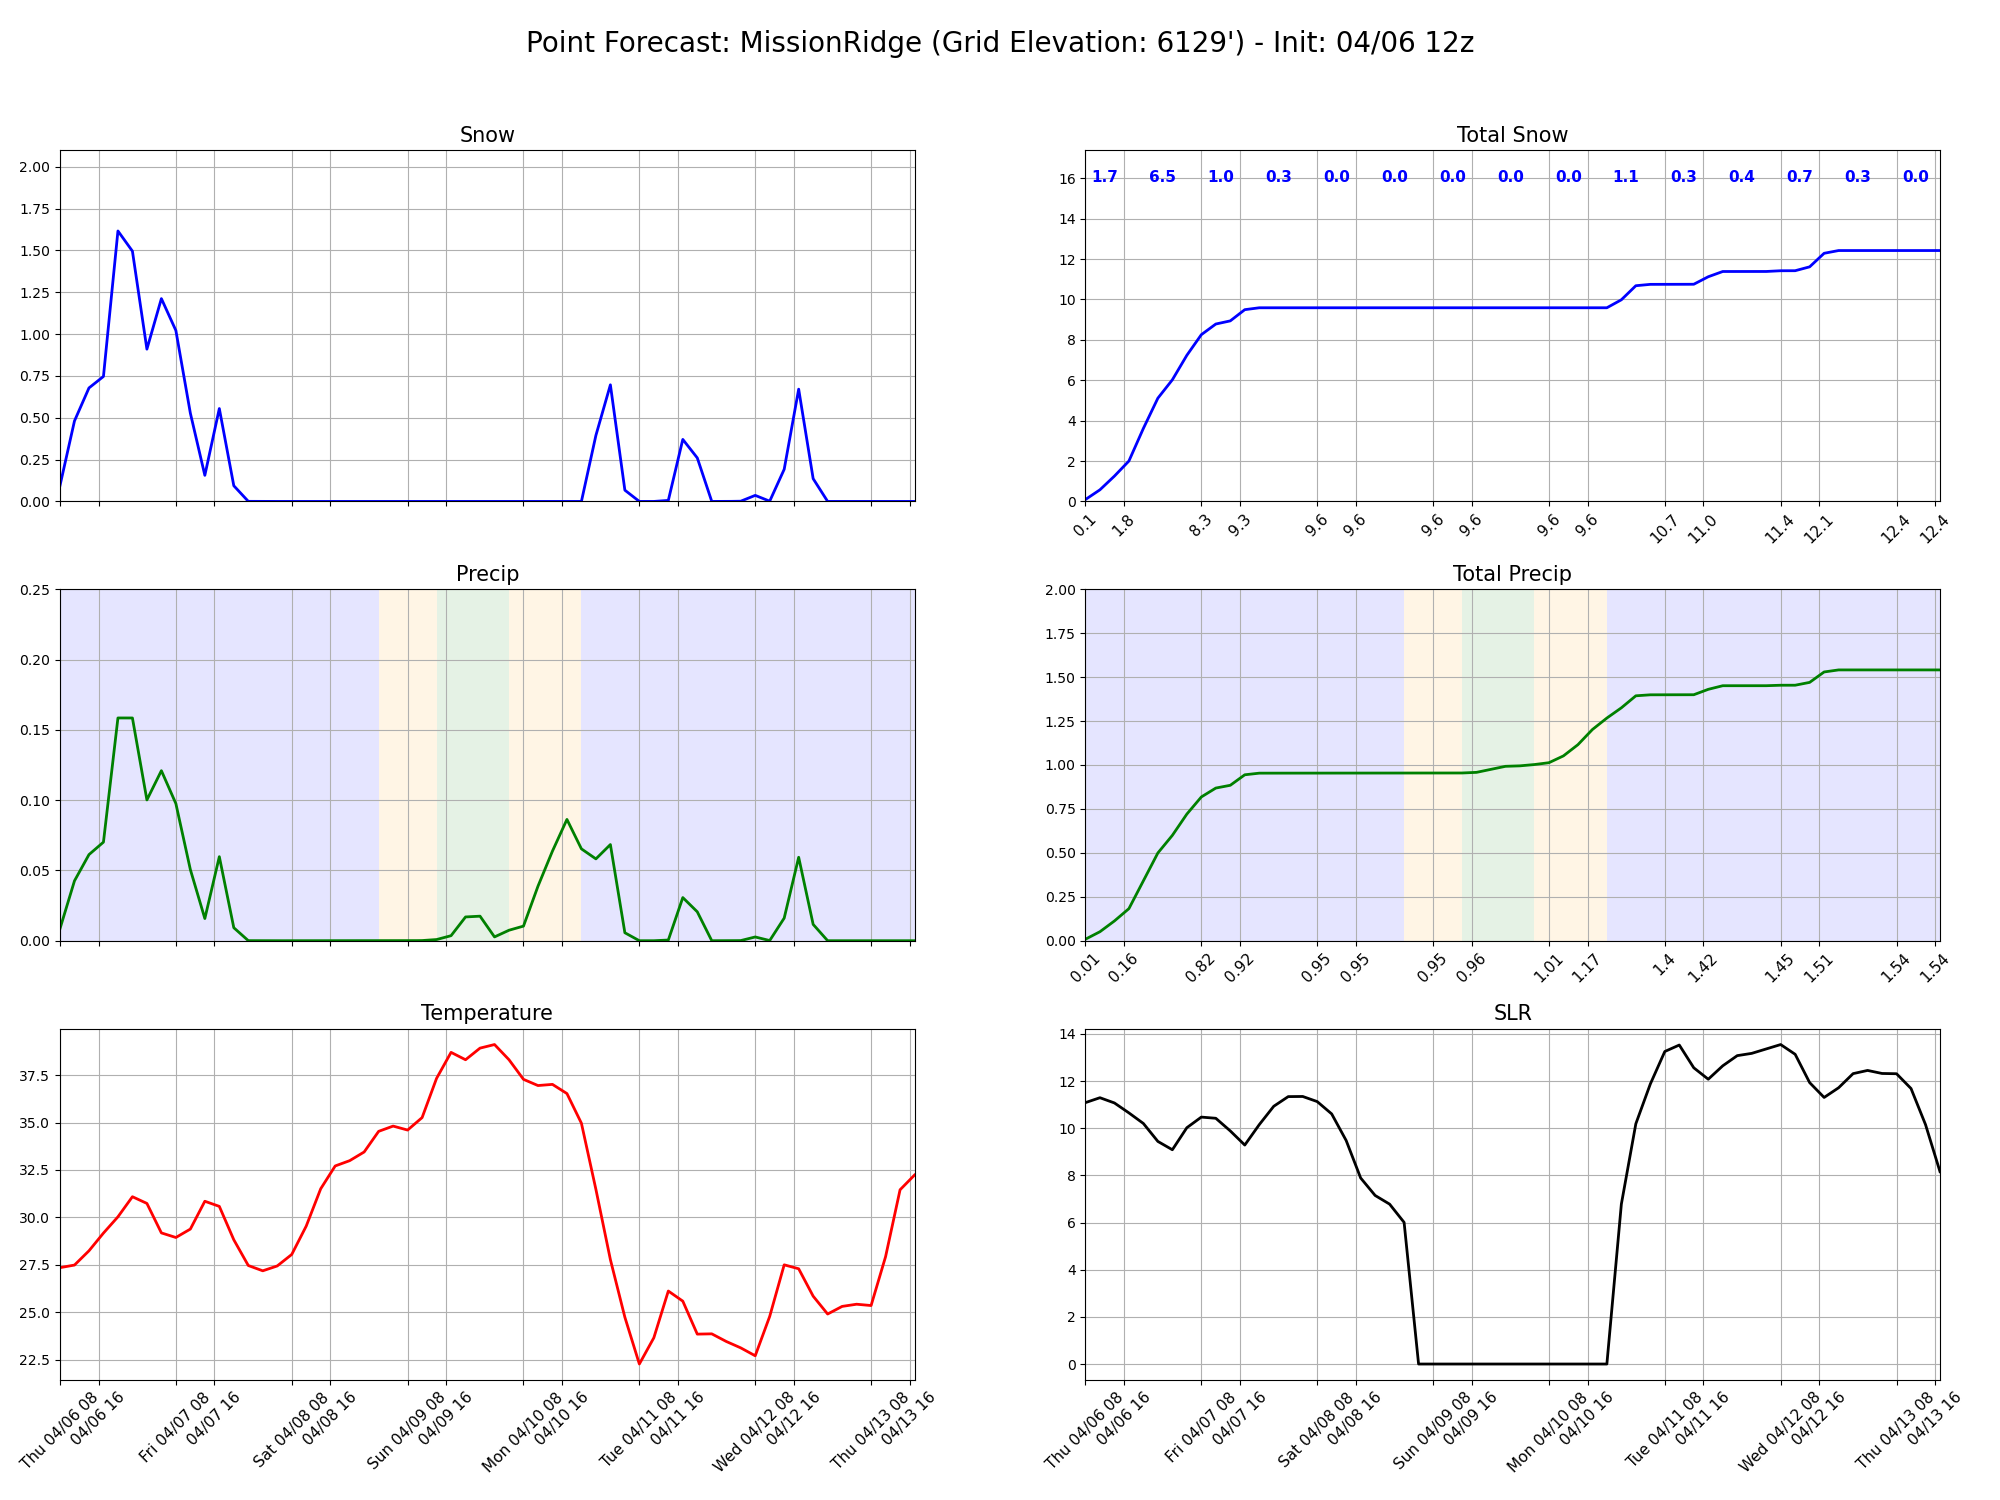 Point Forecast: MissionRidge (Grid Elevation: 6129') - Init: 04/06 12z
Snow
2.00
1.75
1.50
1.25
1.00
0.75
0.50
0.25
0.00
Total Snow
16
14
12
10
8
6
4
2
0
1.7 6.5 1.0 0.3 0.0 0.0 0.0 0.0 0.0 1.1 0.3 0.4 0.7 0.3 0.0
0.1 1.8 8.3 9.3 9.6 9.6 9.6 9.6 9.6 9.6 10.7 11.0 11.4 12.1 12.4 12.4
Precip
0.25
0.20
0.15
0.10
0.05
0.00
Total Precip
2.00
1.75
1.50
1.25
1.00
0.75
0.50
0.25
0.00
0.01 0.16 0.82 0.92 0.95 0.95 0.95 0.96 1.01 1.17 1.4 1.42 1.45 1.51 1.54 1.54
Temperature
37.5
35.0
32.5
30.0
27.5
25.0
22.5
Thu 04/06 08
04/06 16
Fri 04/07 08
04/07 16
Sat 04/08 08
04/08 16
Sun 04/09 08
04/09 16
Mon 04/10 08
04/10 16
Tue 04/11 08
04/11 16
Wed 04/12 08
04/12 16
Thu 04/13 08
04/13 16
SLR
14
12
10
8
6
4
2
0
Thu 04/06 08
04/06 16
Fri 04/07 08
04/07 16
Sat 04/08 08
04/08 16
Sun 04/09 08
04/09 16
Mon 04/10 08
04/10 16
Tue 04/11 08
04/11 16
Wed 04/12 08
04/12 16
Thu 04/13 08
04/13 16